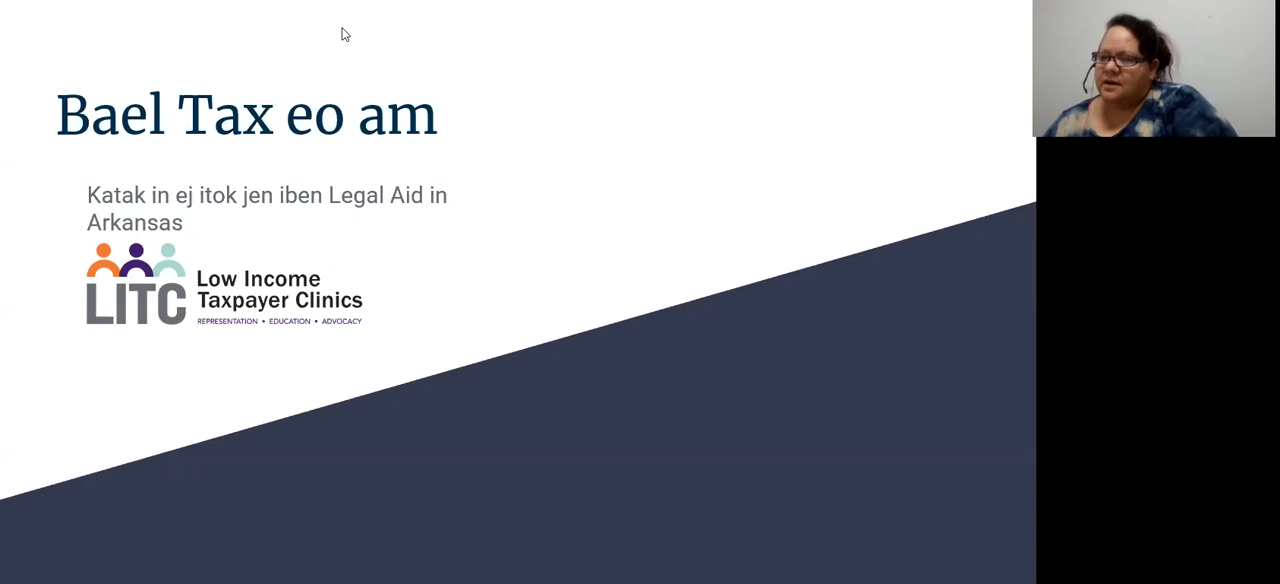 Bael Tax eo am
Katak in ej itok jen iben Legal Aid in
Arkansas
LITC
Low Income
Taxpayer Clinics
REPRESENTATION • EDUCATION • ADVOCACY